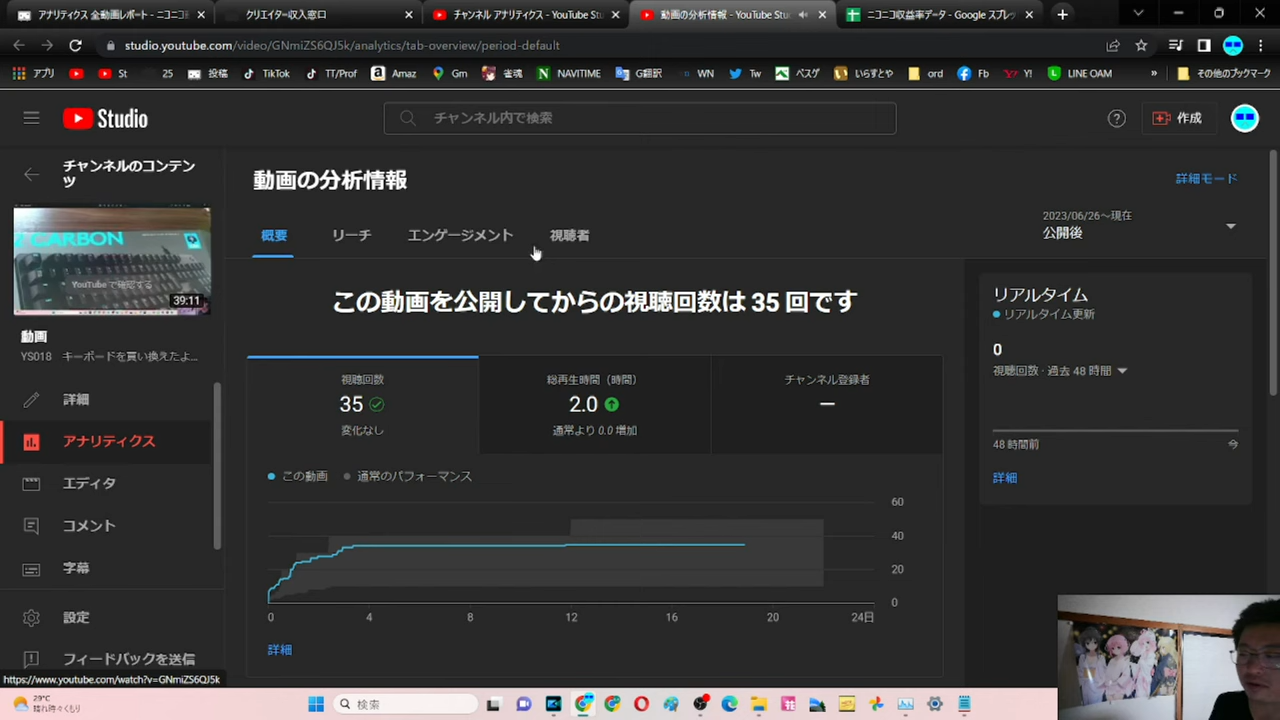 アナリティクス 全動画レポート - ニコニコ
クリエイター収入窓口
チャンネル アナリティクス - YouTube St
動画の分析情報 - YouTube Stu
ニコニコ収益率データ - Google スプレッ
studio.youtube.com/video/GNmiZS6QJ5k/analytics/tab-overview/period-default
アプリ
St
25
投稿
TikTok
TT/Prof
Amaz
Gm
雀魂
NAVITIME
G翻訳
WN
Tw
ベスゲ
いらすとや
ord
Fb
Y!
LINE OAM
»
その他のブックマーク
Studio
チャンネル内で検索
作成
チャンネルのコンテン
ツ
CARBON
YouTube で確認する
39:11
動画
YS018 キーボードを買い換えたよ...
詳細
アナリティクス
エディタ
コメント
字幕
設定
フィードバックを送信
https://www.youtube.com/watch?v=GNmiZS6QJ5k
動画の分析情報
詳細モード
概要
リーチ
エンゲージメント
視聴者
2023/06/26～現在
公開後
この動画を公開してからの視聴回数は 35 回です
視聴回数
35
変化なし
総再生時間（時間）
2.0
通常より 0.0 増加
チャンネル登録者
—
この動画
通常のパフォーマンス
60
40
20
0
0
4
8
12
16
20
24日
詳細
リアルタイム
リアルタイム更新
0
視聴回数・過去 48 時間
48 時間前
今
詳細
29°C
晴れ時々くもり
検索